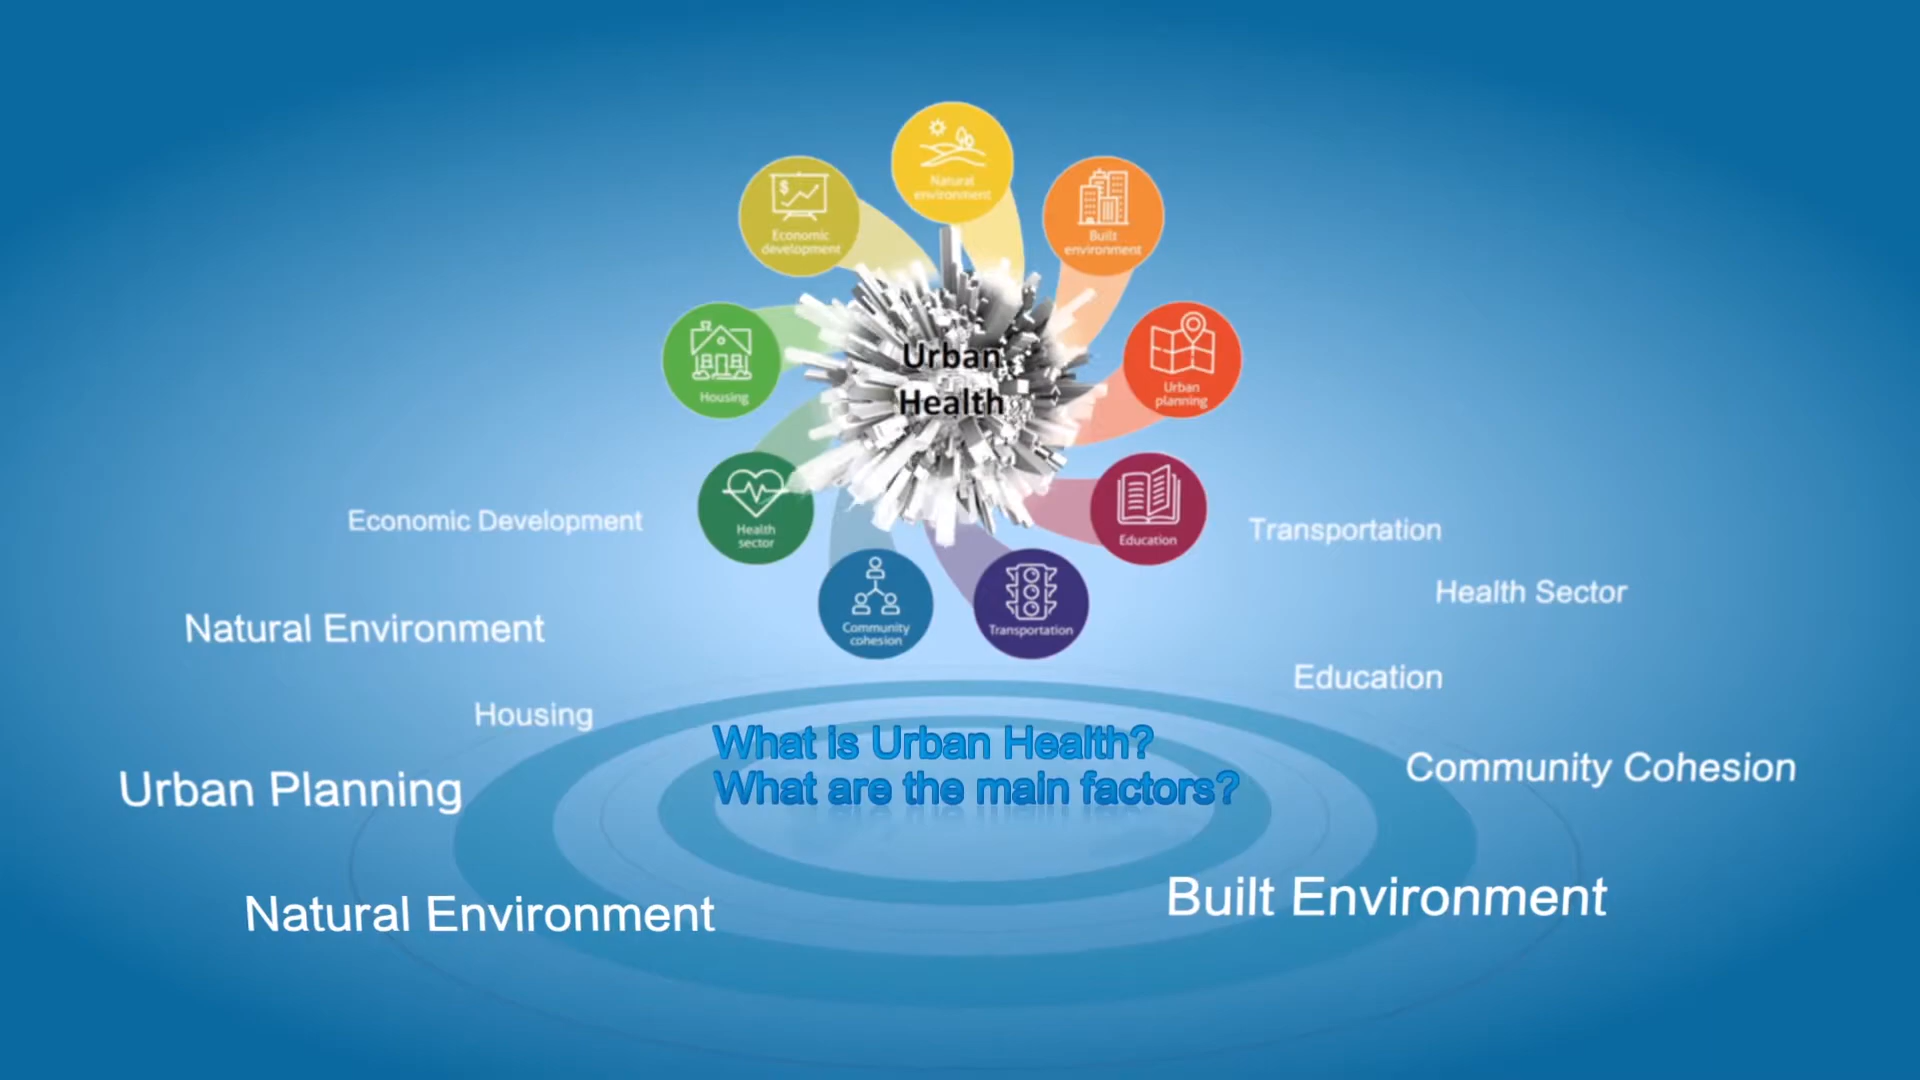 Natural
environment
Economic
development
Built
environment
Housing
Urban
Health
Urban
planning
Health
sector
Education
Community
cohesion
Transportation
Economic Development
Transportation
Health Sector
Natural Environment
Education
Housing
What is Urban Health?
What are the main factors?
Urban Planning
Community Cohesion
Natural Environment
Built Environment